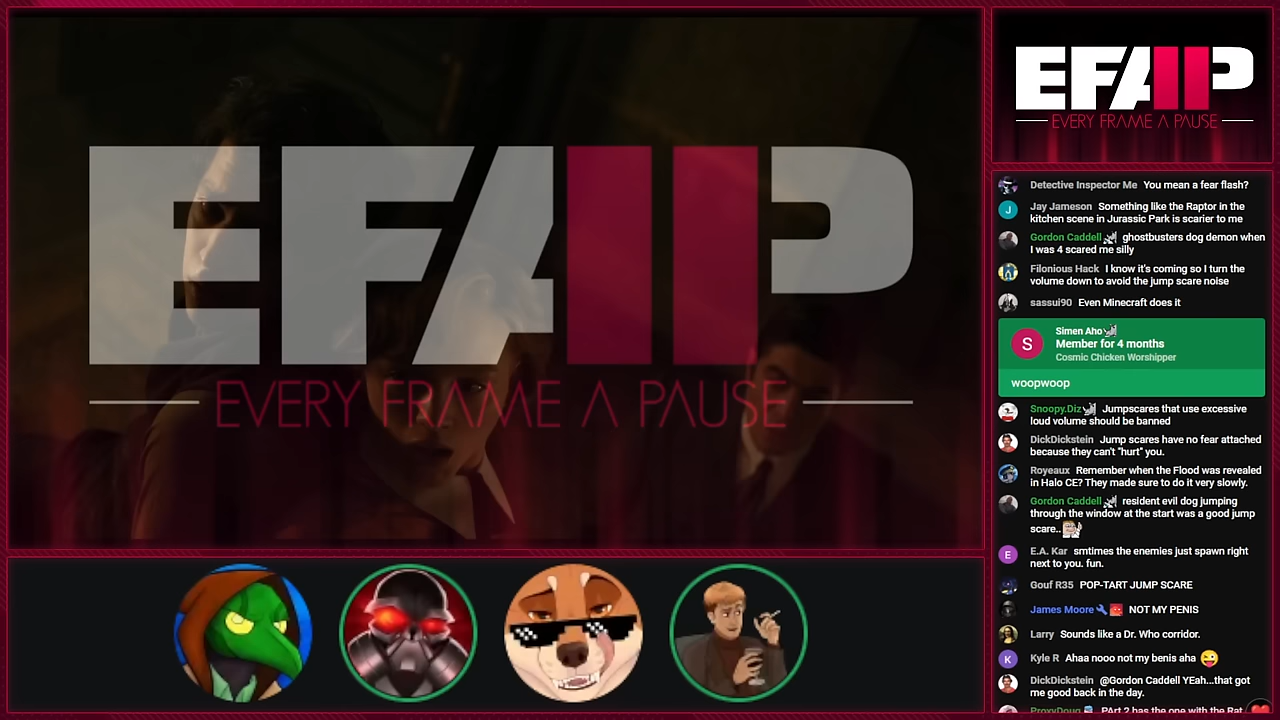 EFAP
EVERY FRAME A PAUSE
EFAP
EVERY FRAME A PAUSE
Detective Inspector Me You mean a fear flash?
J
Jay Jameson Something like the Raptor in the
kitchen scene in Jurassic Park is scarier to me
Gordon Caddell ghostbusters dog demon when
I was 4 scared me silly
Filonious Hack I know it's coming so I turn the
volume down to avoid the jump scare noise
sassui90 Even Minecraft does it
S
Simen Aho
Member for 4 months
Cosmic Chicken Worshipper
woopwoop
Snoopy.Diz Jumpscares that use excessive
loud volume should be banned
DickDickstein Jump scares have no fear attached
because they can't "hurt" you.
Royeaux Remember when the Flood was revealed
in Halo CE? They made sure to do it very slowly.
Gordon Caddell resident evil dog jumping
through the window at the start was a good jump
scare..
E
E.A. Kar smtimes the enemies just spawn right
next to you. fun.
Gouf R35 POP-TART JUMP SCARE
James Moore NOT MY PENIS
Larry Sounds like a Dr. Who corridor.
K
Kyle R Ahaa nooo not my benis aha
DickDickstein @Gordon Caddell YEah...that got
me good back in the day.
ProxyDoug PArt 2 has the one with the Rat